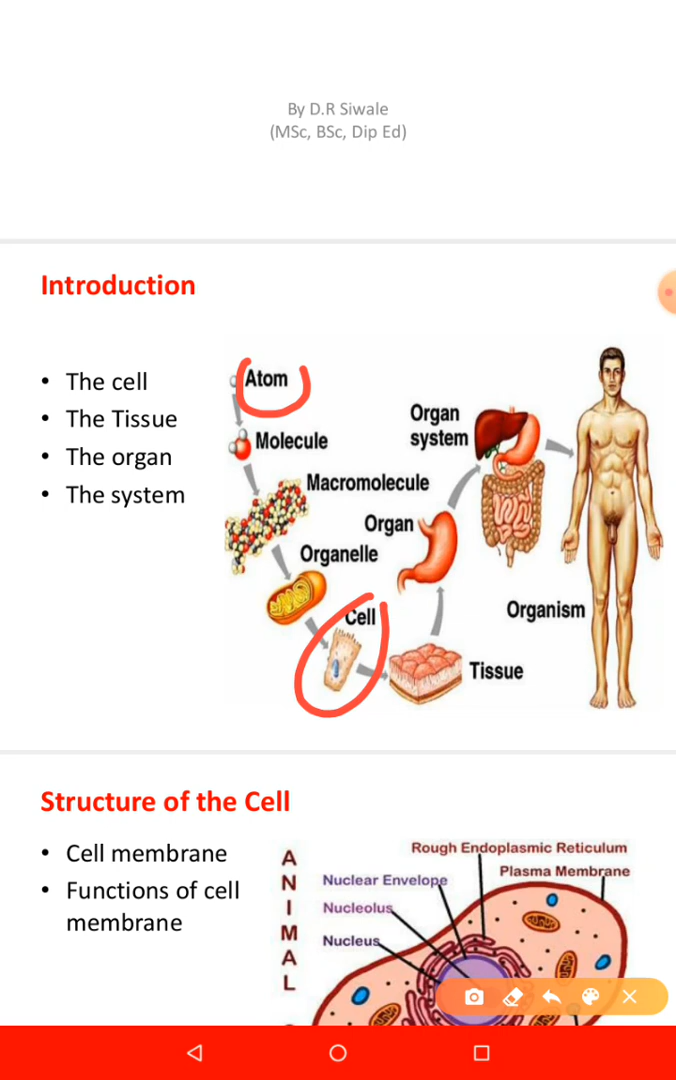 By D.R Siwale
(MSc, BSc, Dip Ed)
Introduction
• The cell
• The Tissue
• The organ
• The system
Atom
Molecule
Macromolecule
Organelle
Cell
Tissue
Organ
Organ
system
Organism
Structure of the Cell
• Cell membrane
• Functions of cell
membrane
A
N
I
M
A
L
Rough Endoplasmic Reticulum
Plasma Membrane
Nuclear Envelope
Nucleolus
Nucleus